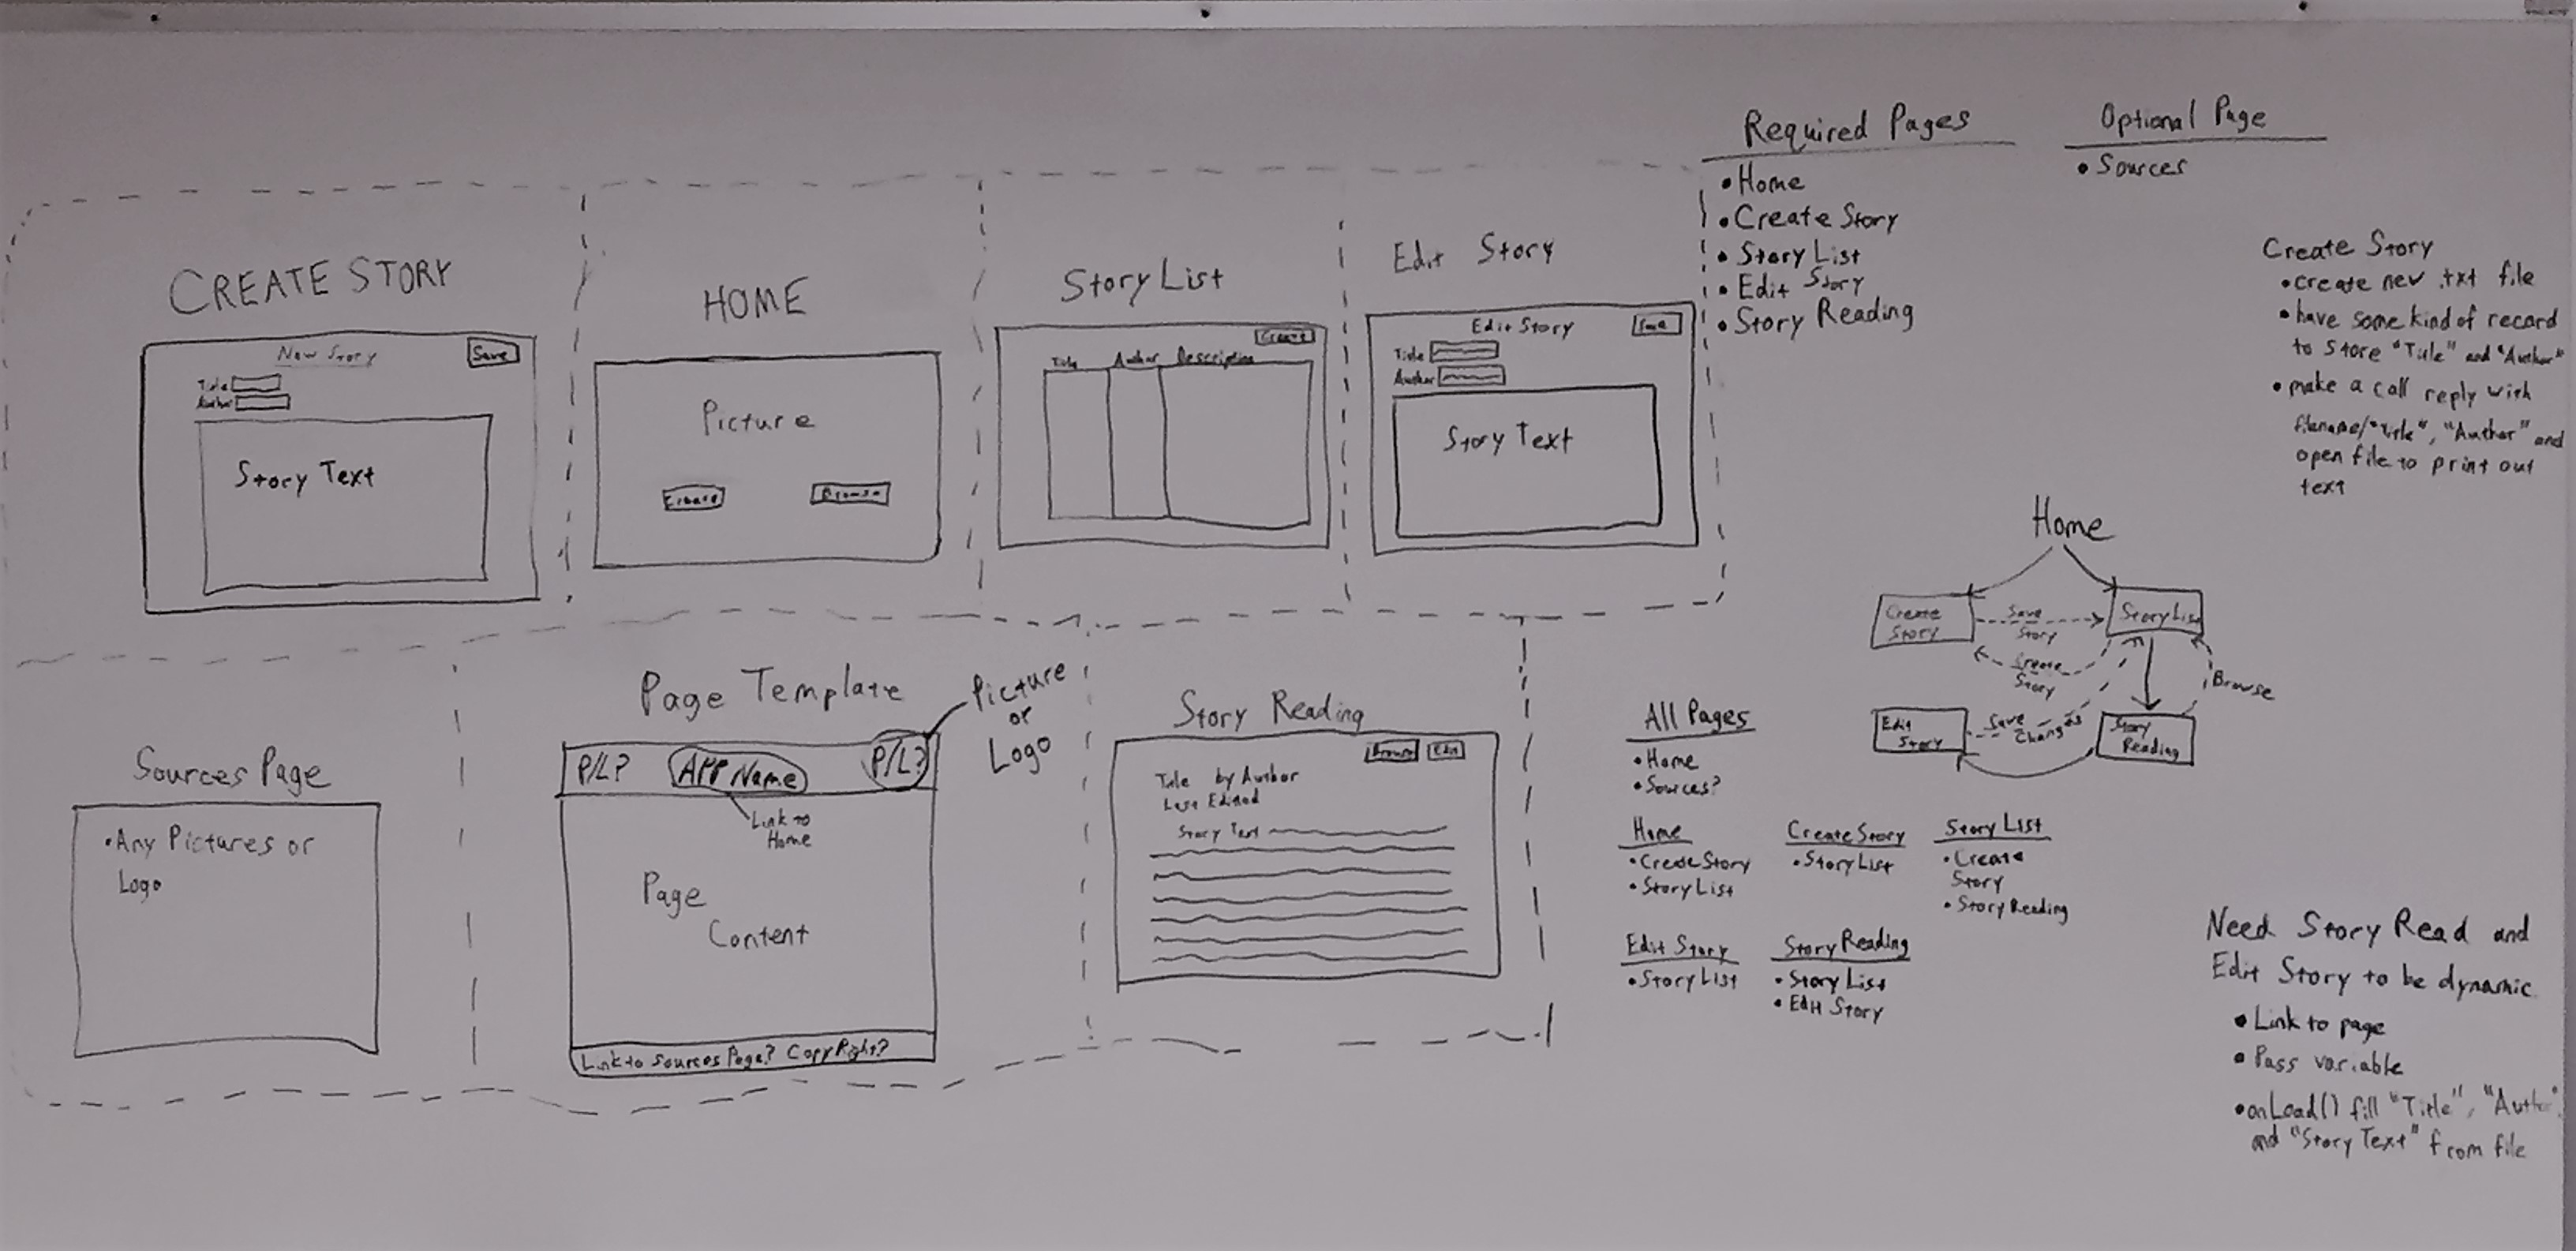 Required Pages
• Home
• Create Story
• Story List
• Edit Story
• Story Reading
Optional Page
• Sources
CREATE STORY
New Story
Save
Title
Author
Story Text
HOME
Picture
Create
Browse
Story List
Create
Title Author Description
Edit Story
Edit Story
Save
Title
Author
Story Text
Create Story
• create new .txt file
• have some kind of record
to store "Title" and "Author"
• make a call reply with
filename/"Title", "Author" and
open file to print out
text
Home
Create
Story
Save
Story
Story List
Create
Story
Browse
Edit
Story
Save
Changes
Story
Reading
Sources Page
• Any Pictures or
Logo
Page Template
Picture
or
Logo
P/L?
APP Name
P/L?
Link to
Home
Page
Content
Link to Sources Page? CopyRight?
Story Reading
Browse
Edit
Title by Author
Last Edited
Story Text
All Pages
• Home
• Sources?
Home
• Create Story
• Story List
Create Story
• Story List
Story List
• Create
Story
• Story Reading
Edit Story
• Story List
Story Reading
• Story List
• Edit Story
Need Story Read and
Edit Story to be dynamic
• Link to page
• Pass variable
• onLoad() fill "Title", "Author",
and "Story Text" from file